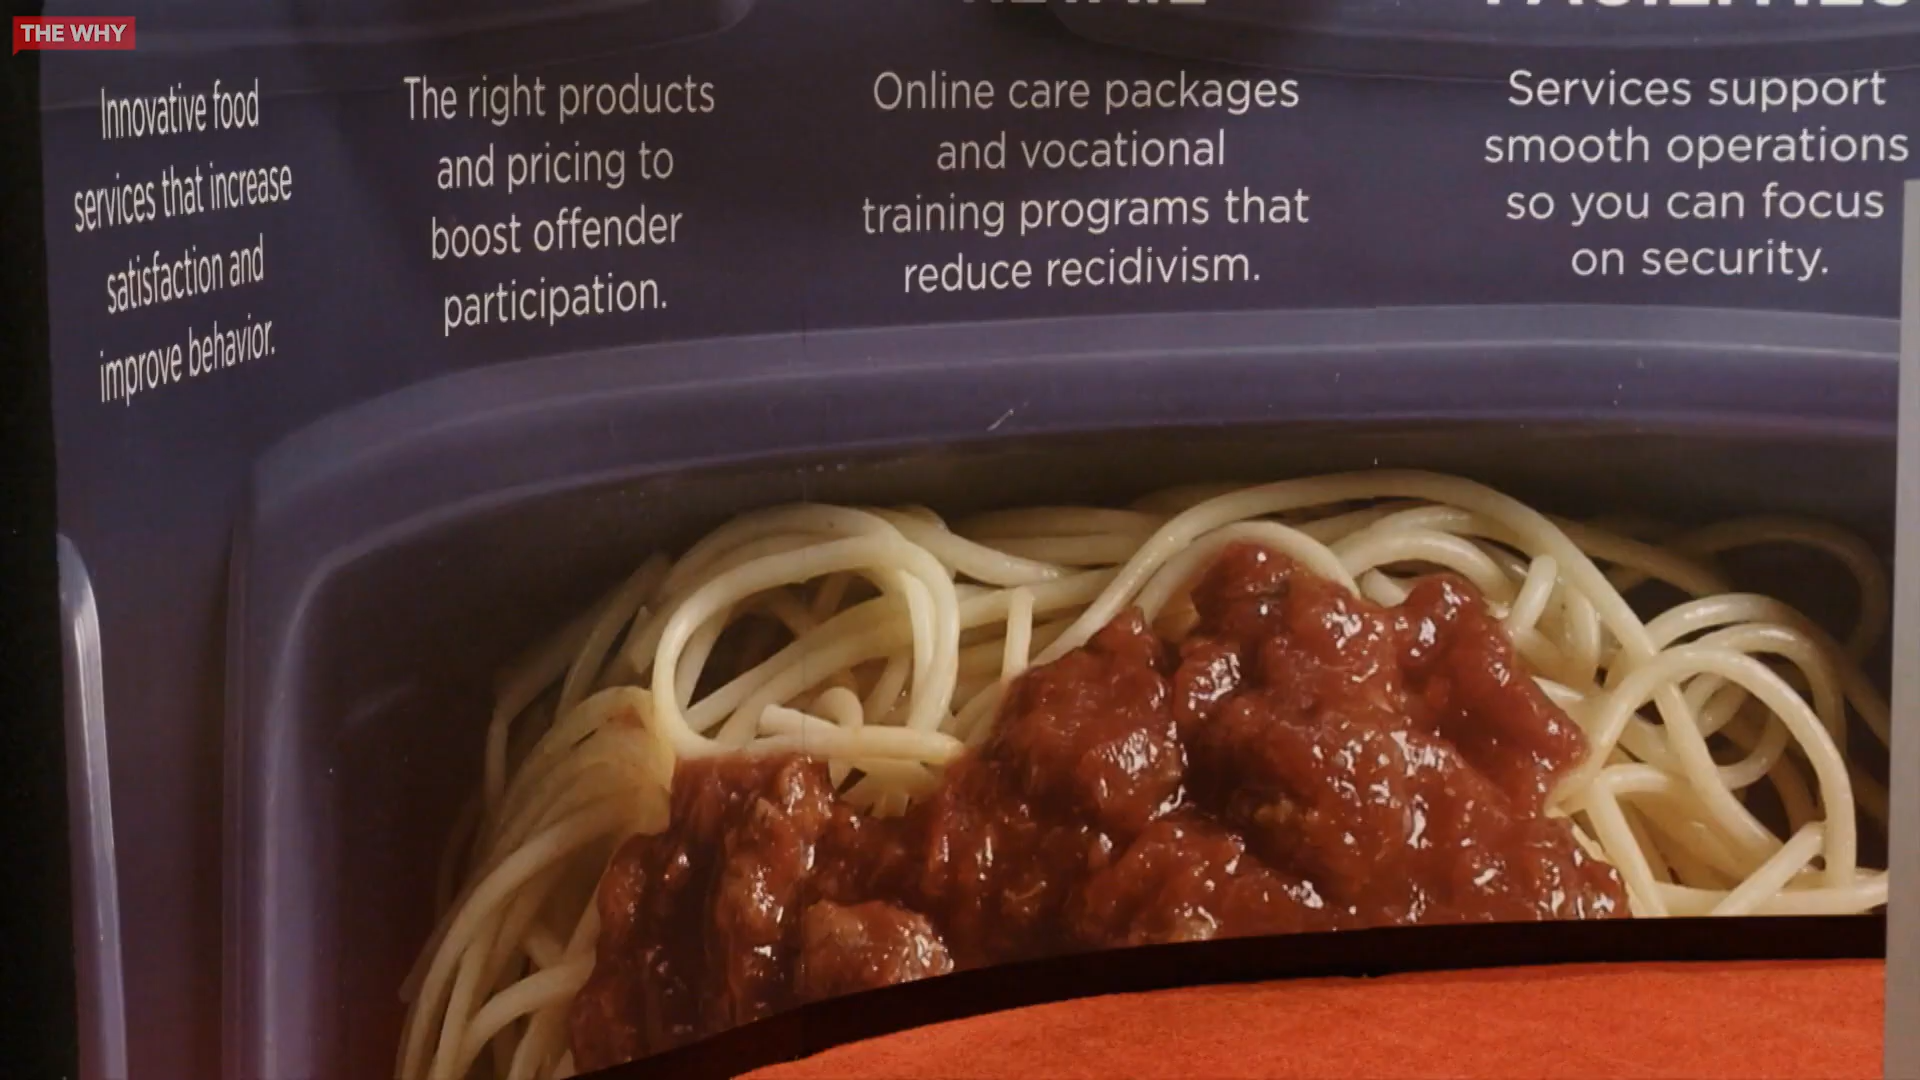 THE WHY
RETAIL
FACILITIES
Innovative food
services that increase
satisfaction and
improve behavior.
The right products
and pricing to
boost offender
participation.
Online care packages
and vocational
training programs that
reduce recidivism.
Services support
smooth operations
so you can focus
on security.